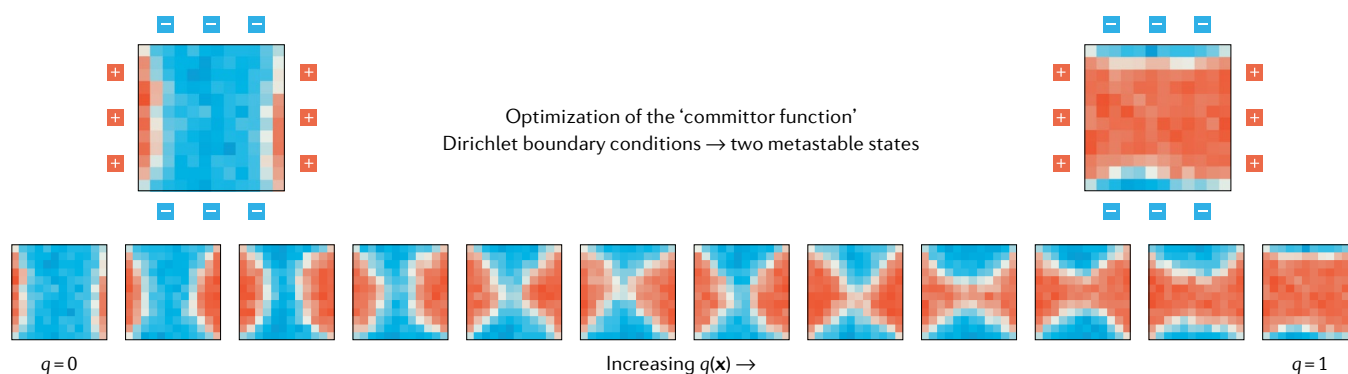 − − −
− − −
+ +
+ +
+ +
+ +
+ +
+ +
Optimization of the ‘committor function’
Dirichlet boundary conditions → two metastable states
− − −
− − −
q = 0
Increasing q(x) →
q = 1